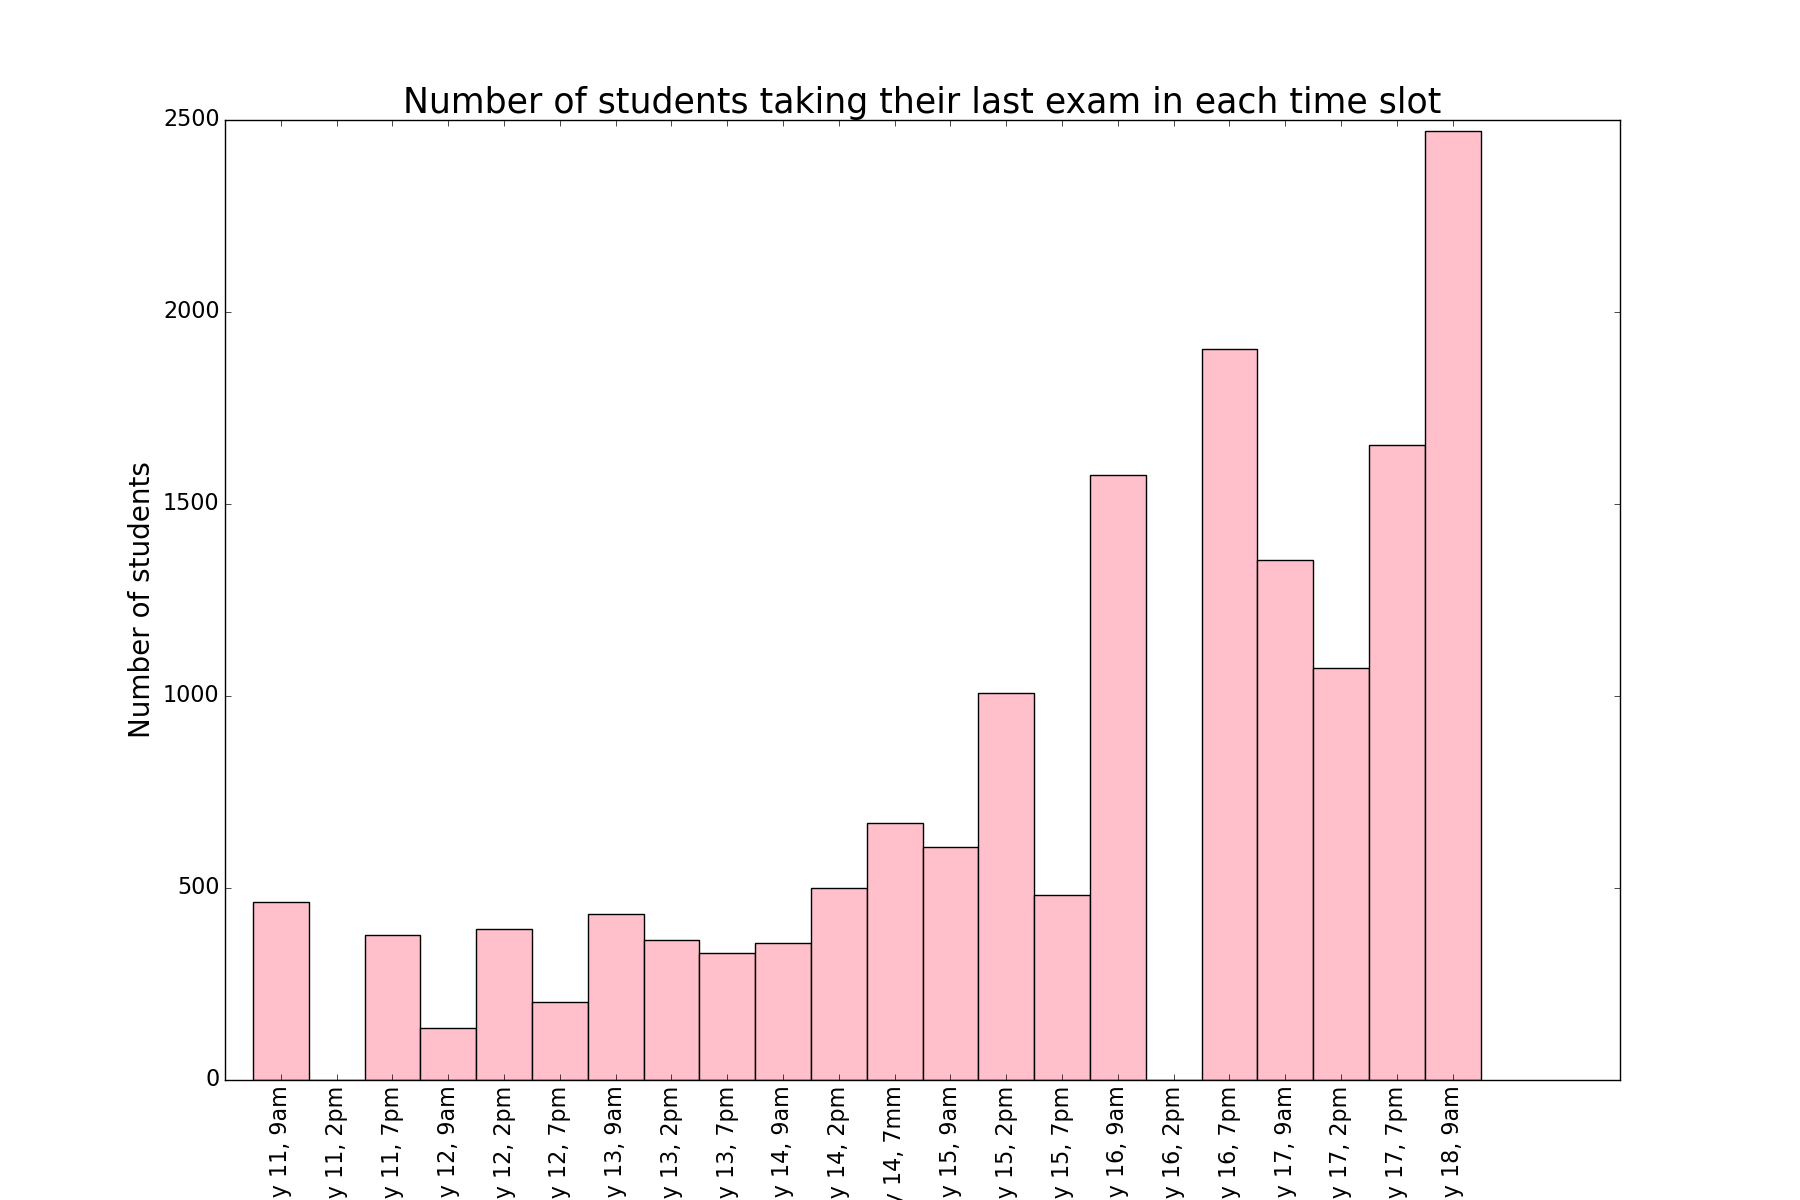 Number of students taking their last exam in each time slot
Number of students
2500
2000
1500
1000
500
0
y 11, 9am
y 11, 2pm
y 11, 7pm
y 12, 9am
y 12, 2pm
y 12, 7pm
y 13, 9am
y 13, 2pm
y 13, 7pm
y 14, 9am
y 14, 2pm
y 14, 7mm
y 15, 9am
y 15, 2pm
y 15, 7pm
y 16, 9am
y 16, 2pm
y 16, 7pm
y 17, 9am
y 17, 2pm
y 17, 7pm
y 18, 9am